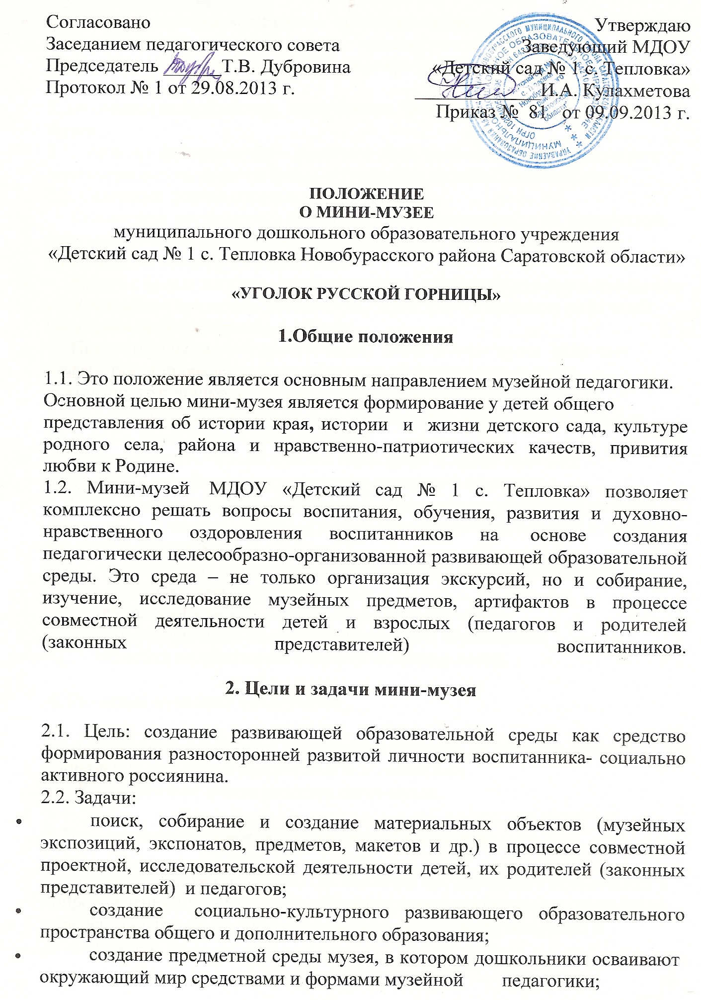 Согласовано
Заседанием педагогического совета
Председатель ______ Т.В. Дубровина
Протокол № 1 от 29.08.2013 г.
Утверждаю
Заведующий МДОУ
«Детский сад № 1 с. Тепловка»
____________И.А. Кулахметова
Приказ № 81 от 09.09.2013 г.
ПОЛОЖЕНИЕ
О МИНИ-МУЗЕЕ
муниципального дошкольного образовательного учреждения
«Детский сад № 1 с. Тепловка Новобурасского района Саратовской области»
«УГОЛОК РУССКОЙ ГОРНИЦЫ»
1.Общие положения
1.1. Это положение является основным направлением музейной педагогики.
Основной целью мини-музея является формирование у детей общего
представления об истории края, истории и жизни детского сада, культуре
родного села, района и нравственно-патриотических качеств, привития
любви к Родине.
1.2. Мини-музей МДОУ «Детский сад № 1 с. Тепловка» позволяет
комплексно решать вопросы воспитания, обучения, развития и духовно-
нравственного оздоровления воспитанников на основе создания
педагогически целесообразно-организованной развивающей образовательной
среды. Это среда – не только организация экскурсий, но и собирание,
изучение, исследование музейных предметов, артифактов в процессе
совместной деятельности детей и взрослых (педагогов и родителей
(законных представителей) воспитанников.
2. Цели и задачи мини-музея
2.1. Цель: создание развивающей образовательной среды как средство
формирования разносторонней развитой личности воспитанника- социально
активного россиянина.
2.2. Задачи:
• поиск, собирание и создание материальных объектов (музейных
экспозиций, экспонатов, предметов, макетов и др.) в процессе совместной
проектной, исследовательской деятельности детей, их родителей (законных
представителей) и педагогов;
• создание социально-культурного развивающего образовательного
пространства общего и дополнительного образования;
• создание предметной среды музея, в котором дошкольники осваивают
окружающий мир средствами и формами музейной педагогики;